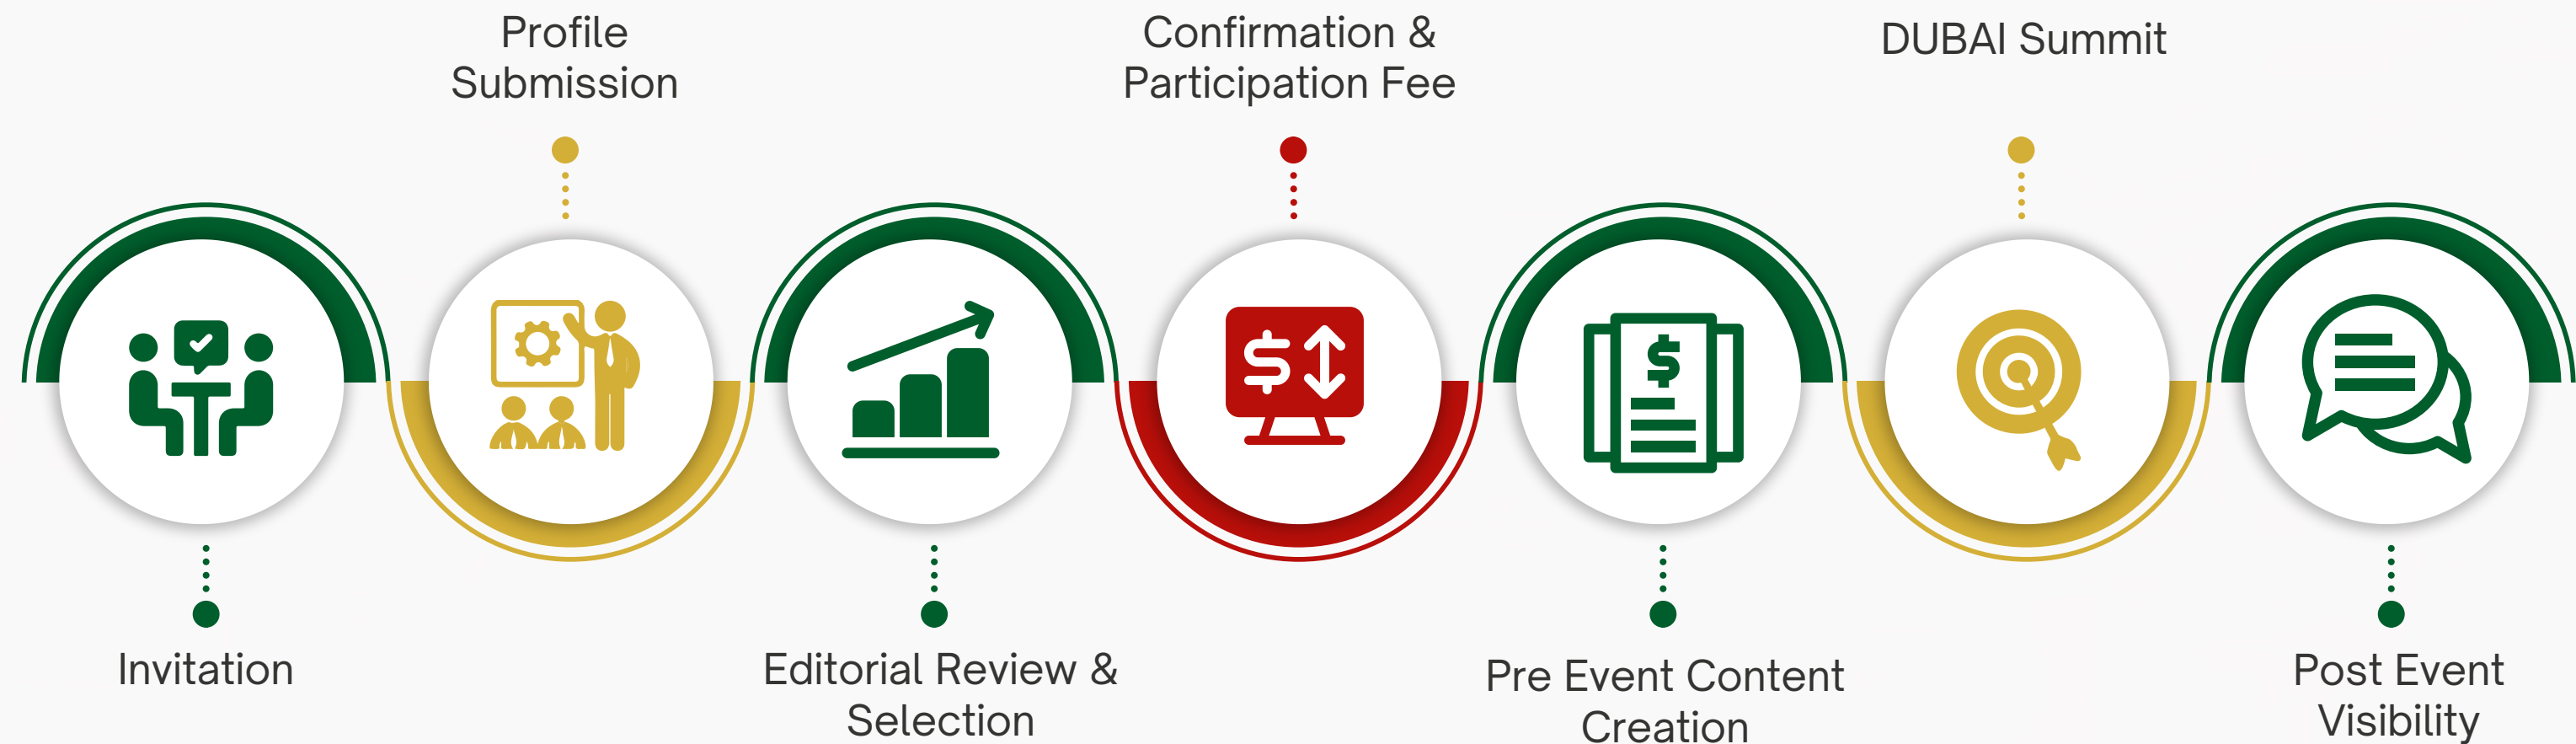 Invitation
Profile
Submission
Editorial Review &
Selection
Confirmation &
Participation Fee
$
Pre Event Content
Creation
$
DUBAI Summit
Post Event
Visibility